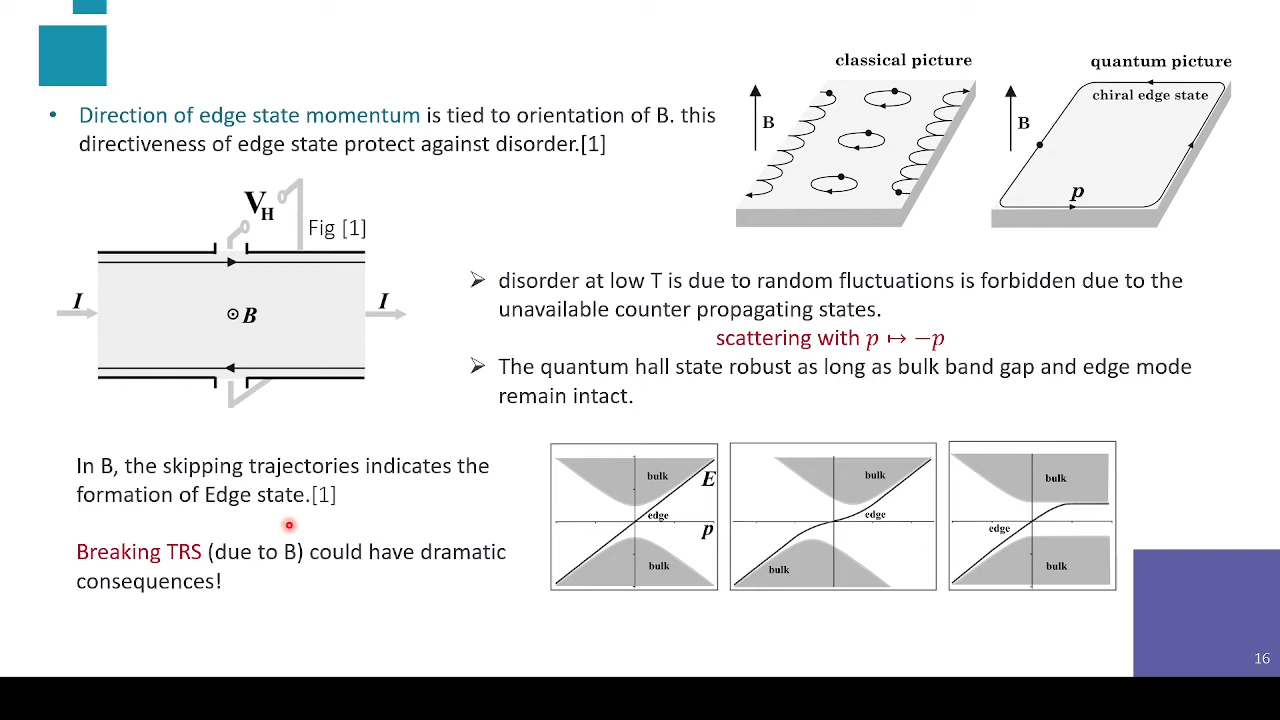 classical picture
quantum picture
B
B
chiral edge state
p
• Direction of edge state momentum is tied to orientation of B. this
directiveness of edge state protect against disorder.[1]
V_H
Fig [1]
I
B
I
➢ disorder at low T is due to random fluctuations is forbidden due to the
unavailable counter propagating states.
scattering with 𝑝 ↦ −𝑝
➢ The quantum hall state robust as long as bulk band gap and edge mode
remain intact.
In B, the skipping trajectories indicates the
formation of Edge state.[1]
Breaking TRS (due to B) could have dramatic
consequences!
bulk
E
edge
p
bulk
bulk
edge
bulk
bulk
edge
bulk
16